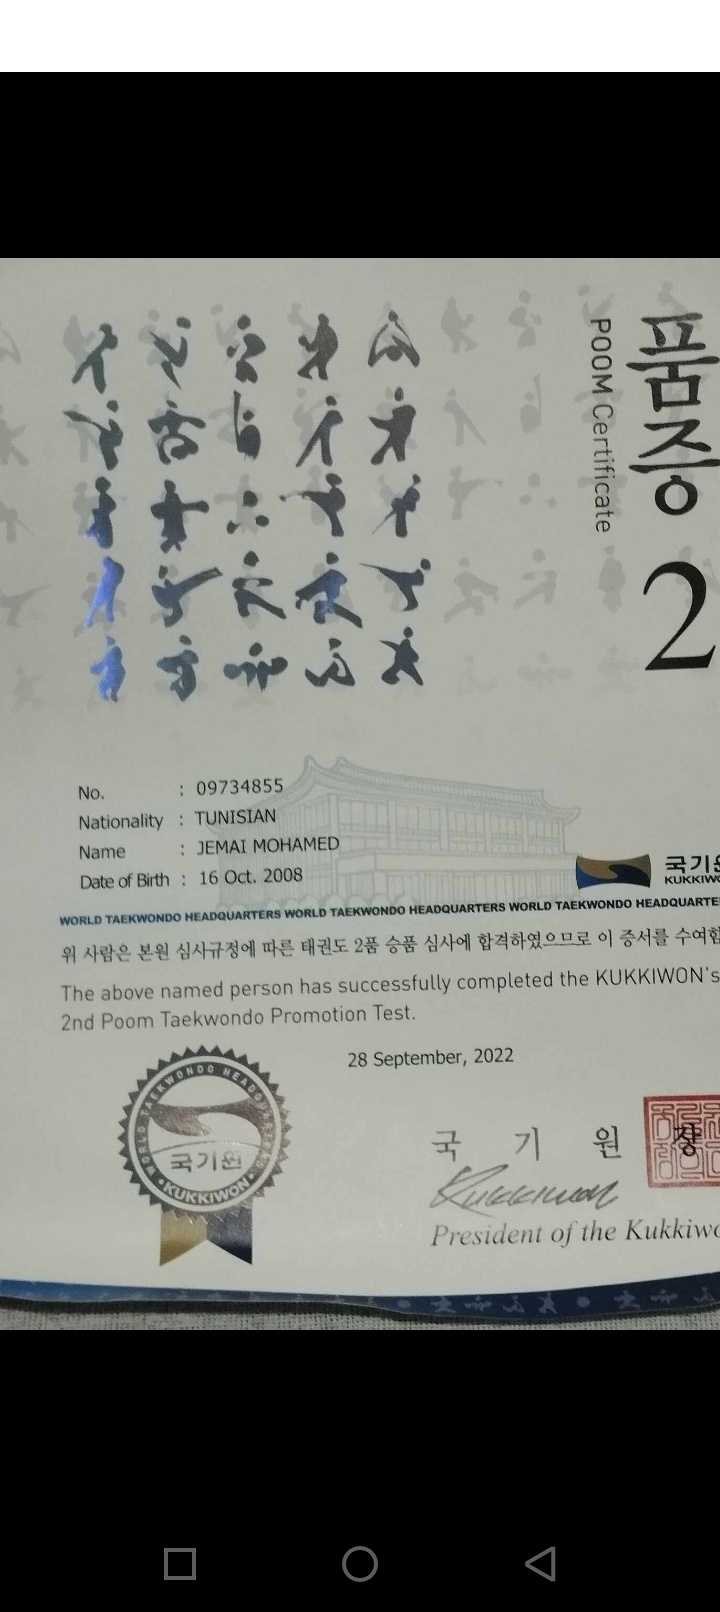 품증
POOM Certificate
2
No. : 09734855
Nationality : TUNISIAN
Name : JEMAI MOHAMED
Date of Birth : 16 Oct. 2008
국기원
KUKKIWO
WORLD TAEKWONDO HEADQUARTERS WORLD TAEKWONDO HEADQUARTERS WORLD TAEKWONDO HEADQUARTE
위 사람은 본원 심사규정에 따른 태권도 2품 승품 심사에 합격하였으므로 이 증서를 수여함
The above named person has successfully completed the KUKKIWON's
2nd Poom Taekwondo Promotion Test.
28 September, 2022
WORLD TAEKWONDO HEADQUARTERS
국기원
KUKKIWON
국 기 원 장
Kukkiwon
President of the Kukkiwo